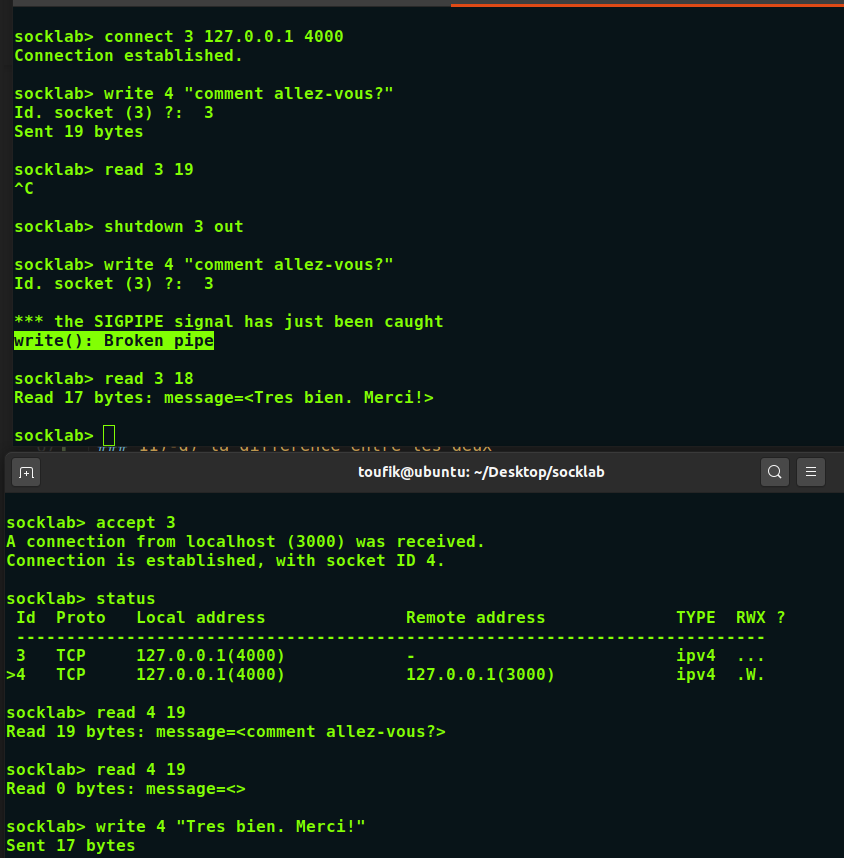 socklab> connect 3 127.0.0.1 4000
Connection established.
socklab> write 4 "comment allez-vous?"
Id. socket (3) ?:  3
Sent 19 bytes
socklab> read 3 19
^C
socklab> shutdown 3 out
socklab> write 4 "comment allez-vous?"
Id. socket (3) ?:  3
*** the SIGPIPE signal has just been caught
write(): Broken pipe
socklab> read 3 18
Read 17 bytes: message=<Tres bien. Merci!>
socklab>
toufik@ubuntu: ~/Desktop/socklab
socklab> accept 3
A connection from localhost (3000) was received.
Connection is established, with socket ID 4.
socklab> status
Id  Proto   Local address              Remote address             TYPE  RWX ?
---------------------------------------------------------------------------
3   TCP     127.0.0.1(4000)            -                          ipv4  ...
>4   TCP     127.0.0.1(4000)            127.0.0.1(3000)            ipv4  .W.
socklab> read 4 19
Read 19 bytes: message=<comment allez-vous?>
socklab> read 4 19
Read 0 bytes: message=<>
socklab> write 4 "Tres bien. Merci!"
Sent 17 bytes